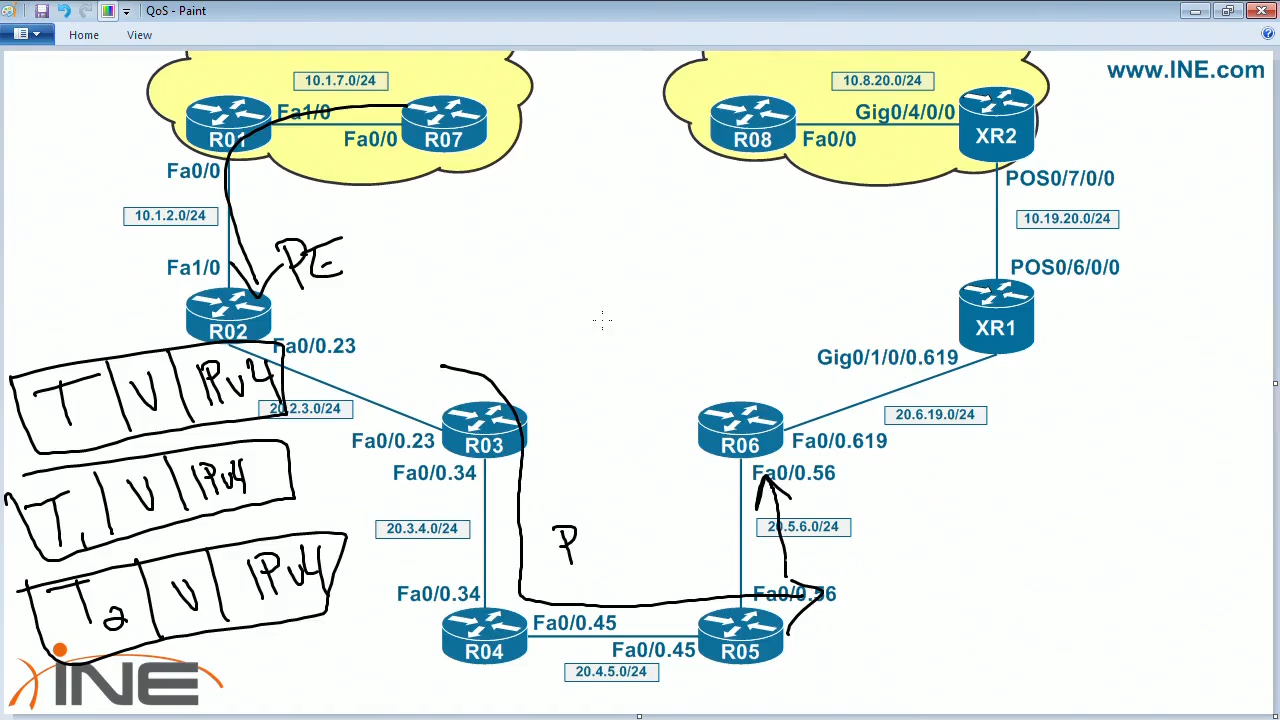 QoS - Paint
Home View
www.INE.com
10.1.7.0/24
10.8.20.0/24
Fa1/0
Gig0/4/0/0
R01
Fa0/0
R07
R08
Fa0/0
XR2
Fa0/0
POS0/7/0/0
10.1.2.0/24
10.19.20.0/24
PE
Fa1/0
POS0/6/0/0
R02
XR1
Fa0/0.23
Gig0/1/0/0.619
T V IPv4
20.2.3.0/24
20.6.19.0/24
Fa0/0.23
R03
R06
Fa0/0.619
Fa0/0.34
Fa0/0.56
T1 V IPv4
20.3.4.0/24
20.5.6.0/24
P
T2 V IPv4
Fa0/0.34
Fa0/0.56
Fa0/0.45
R04
Fa0/0.45
R05
20.4.5.0/24
iNE